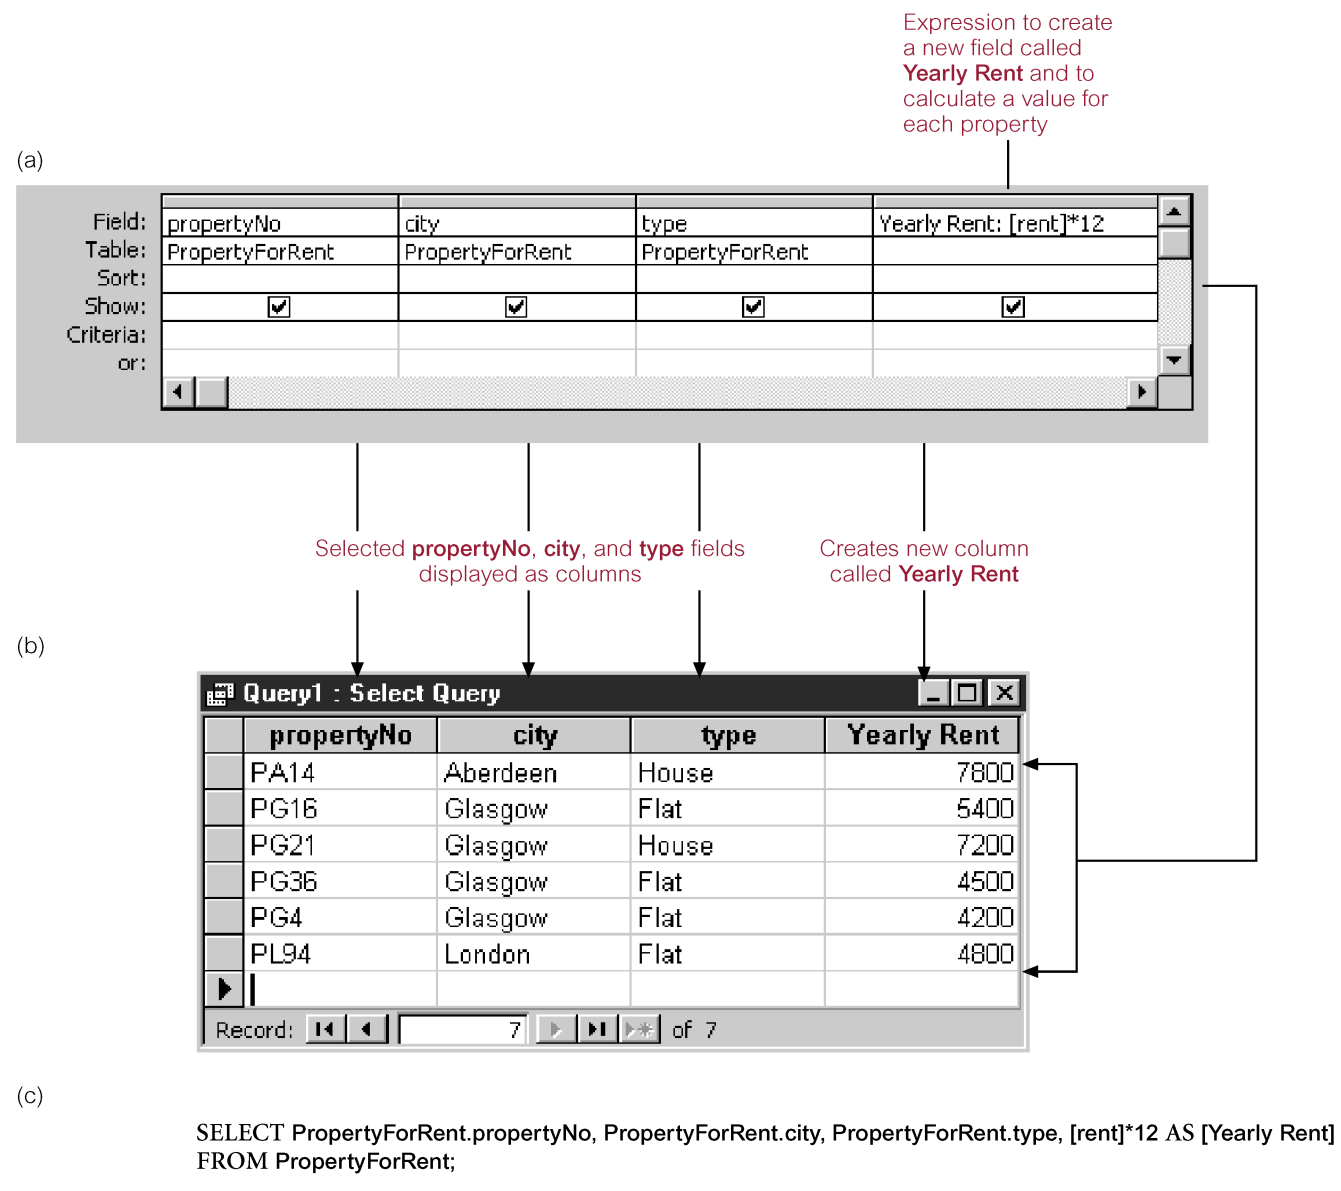 Expression to create
a new field called
Yearly Rent and to
calculate a value for
each property
(a)
Field: propertyNo city type Yearly Rent: [rent]*12
Table: PropertyForRent PropertyForRent PropertyForRent
Sort:
Show:
Criteria:
or:
Selected propertyNo, city, and type fields
displayed as columns
Creates new column
called Yearly Rent
(b)
Query1 : Select Query
propertyNo city type Yearly Rent
PA14 Aberdeen House 7800
PG16 Glasgow Flat 5400
PG21 Glasgow House 7200
PG36 Glasgow Flat 4500
PG4 Glasgow Flat 4200
PL94 London Flat 4800
Record: 7 of 7
(c)
SELECT PropertyForRent.propertyNo, PropertyForRent.city, PropertyForRent.type, [rent]*12 AS [Yearly Rent]
FROM PropertyForRent;